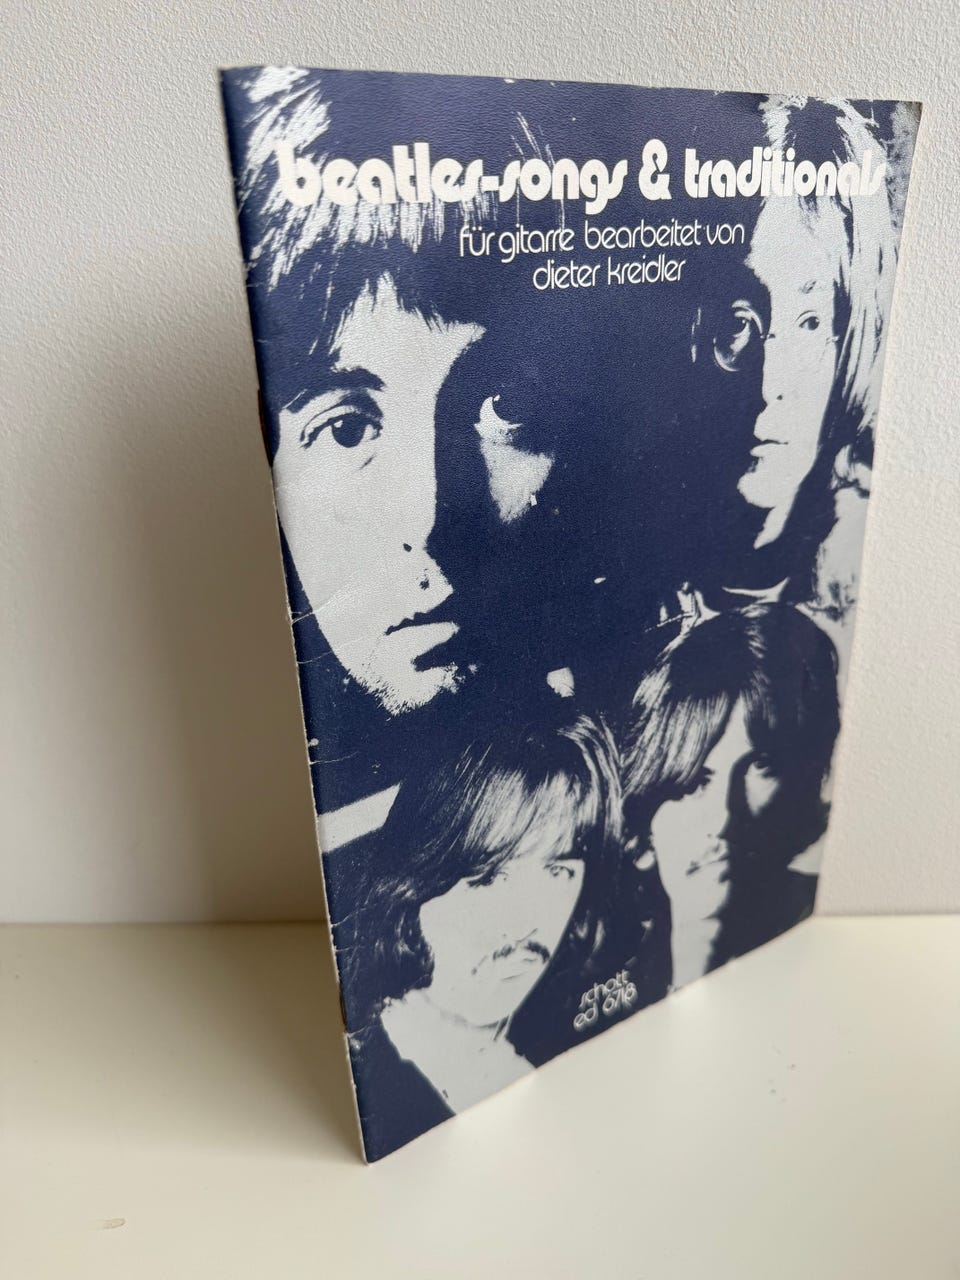 beatles-songs & traditionals
für gitarre bearbeitet von
dieter kreidler
schott
ed 6716